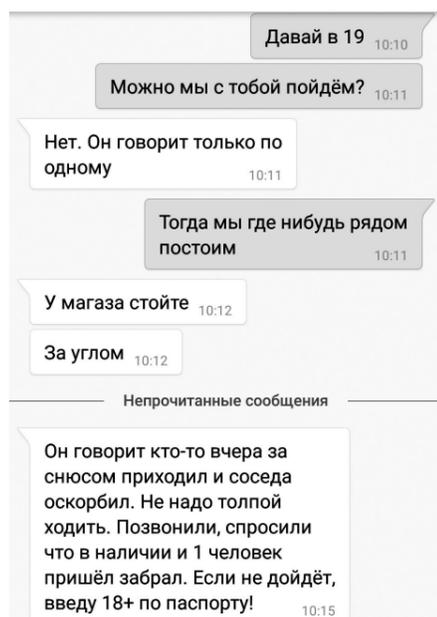 Давай в 19 10:10
Можно мы с тобой пойдём? 10:11
Нет. Он говорит только по
одному 10:11
Тогда мы где нибудь рядом
постоим 10:11
У магаза стойте 10:12
За углом 10:12
Непрочитанные сообщения
Он говорит кто-то вчера за
снюсом приходил и соседа
оскорбил. Не надо толпой
ходить. Позвонили, спросили
что в наличии и 1 человек
пришёл забрал. Если не дойдёт,
введу 18+ по паспорту! 10:15